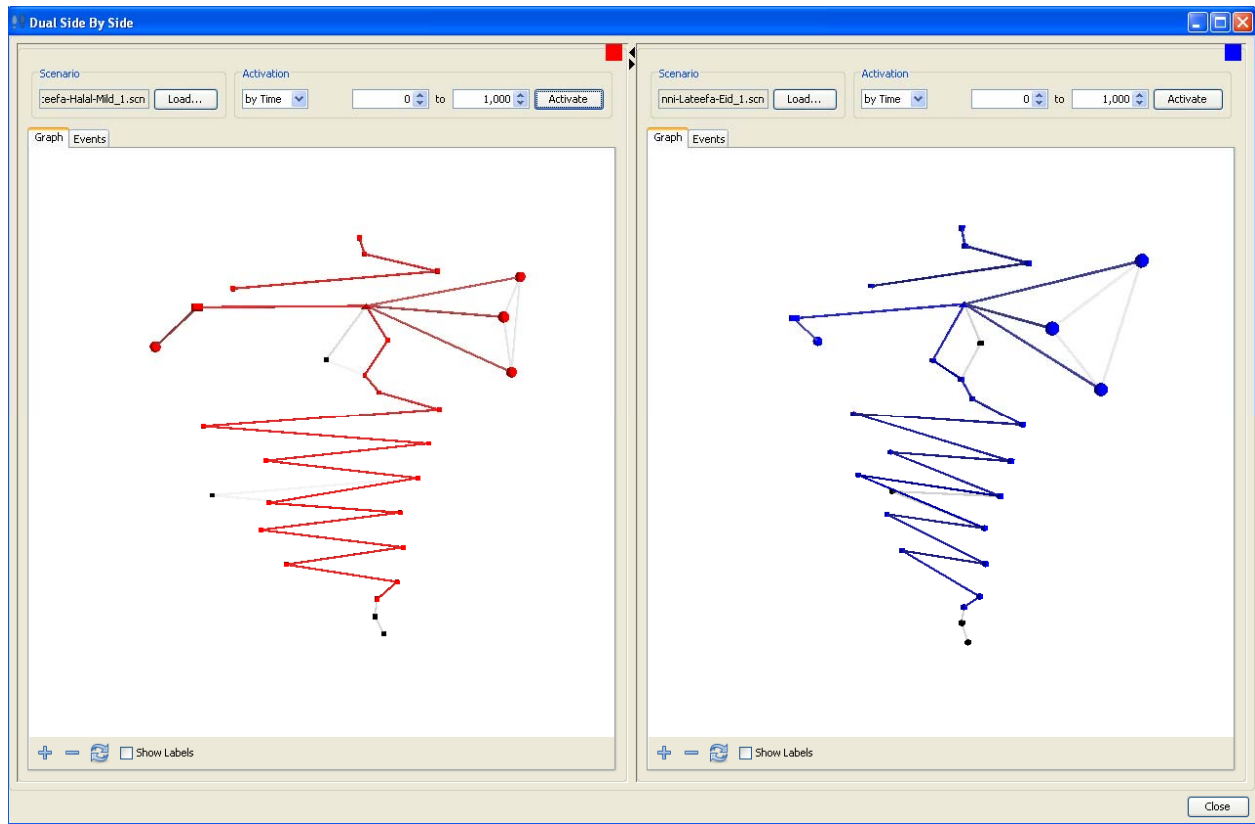 Dual Side By Side
Scenario
Activation
:eefa-Halal-Mild_1.scn Load... by Time 0 to 1,000 Activate
Graph Events
Show Labels
Scenario
Activation
nni-Lateefa-Eid_1.scn Load... by Time 0 to 1,000 Activate
Graph Events
Show Labels
Close